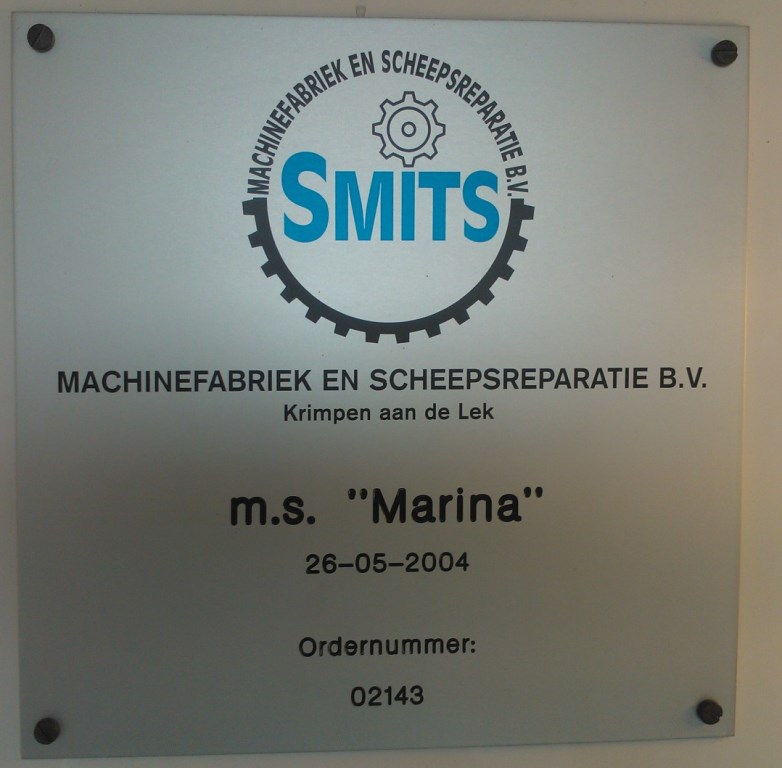 MACHINEFABRIEK EN SCHEEPSREPARATIE B.V.
SMITS
MACHINEFABRIEK EN SCHEEPSREPARATIE B.V.
Krimpen aan de Lek
m.s. "Marina"
26-05-2004
Ordernummer:
02143